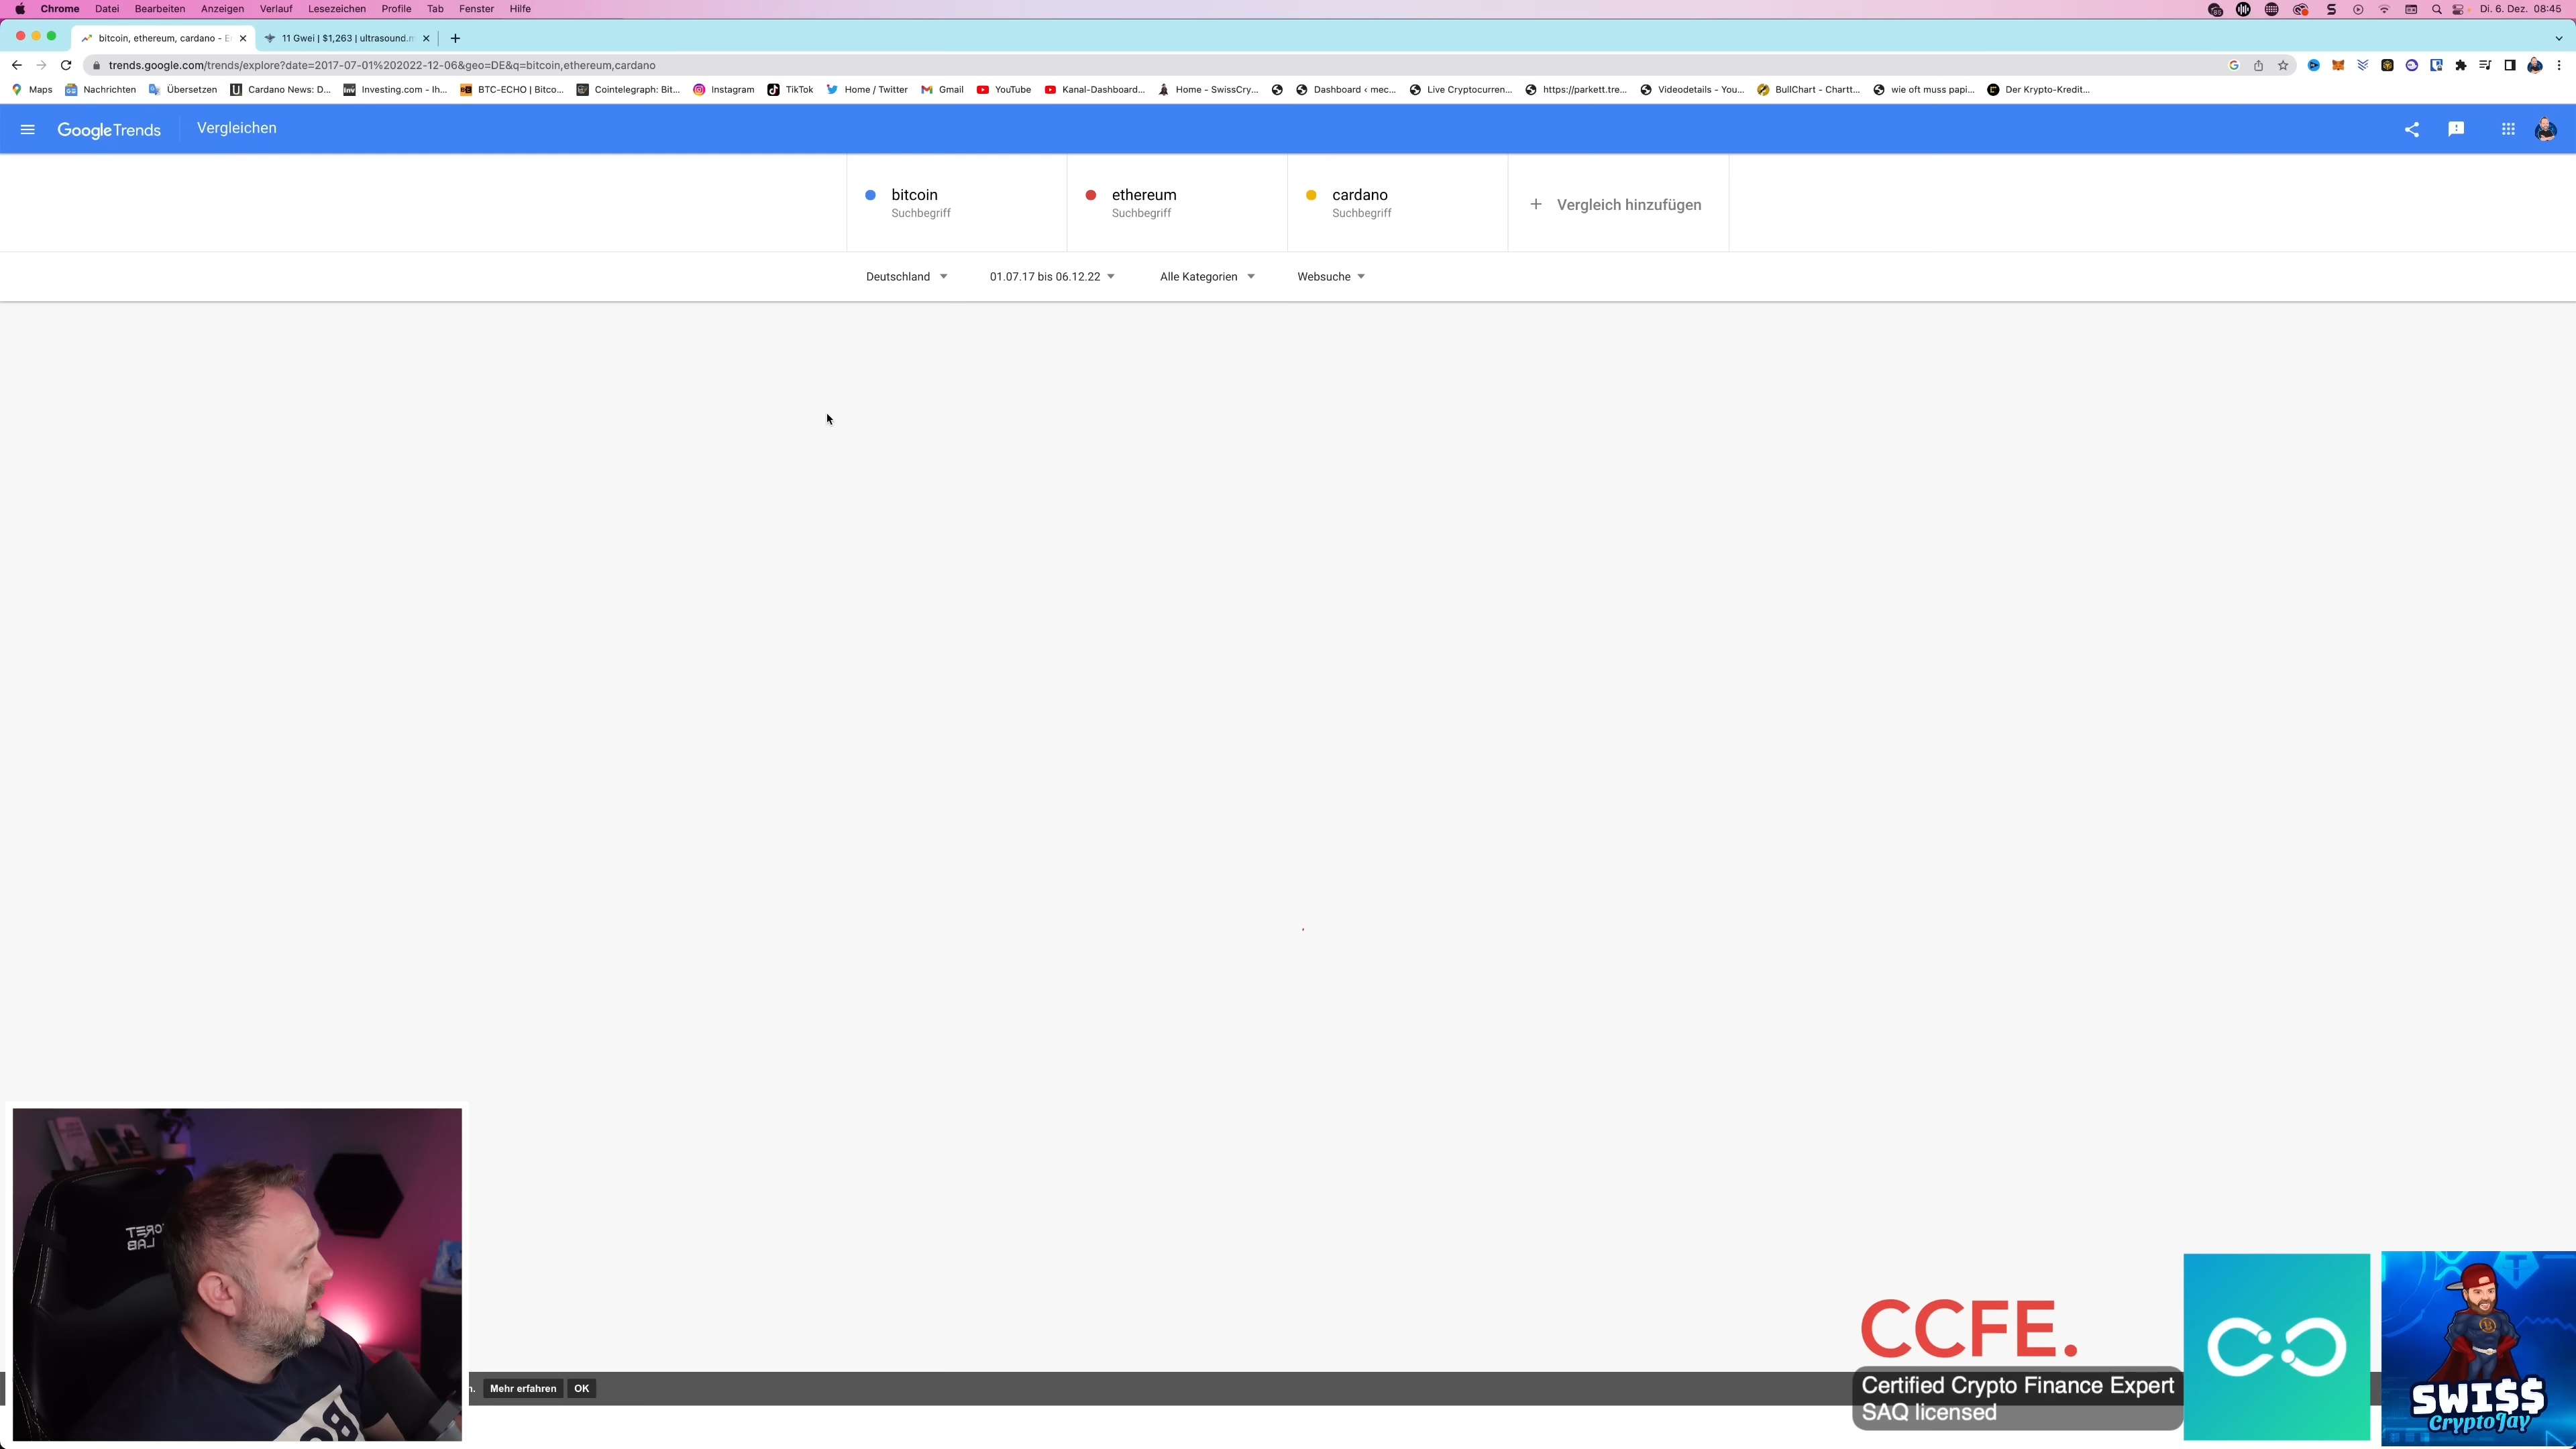 Chrome Datei Bearbeiten Anzeigen Verlauf Lesezeichen Profile Tab Fenster Hilfe
Di. 6. Dez. 08:45
bitcoin, ethereum, cardano - E
11 Gwei | $1,263 | ultrasound.m
trends.google.com/trends/explore?date=2017-07-01%202022-12-06&geo=DE&q=bitcoin,ethereum,cardano
Maps Nachrichten Übersetzen Cardano News: D... Investing.com - Ih... BTC-ECHO | Bitco... Cointelegraph: Bit... Instagram TikTok Home / Twitter Gmail YouTube Kanal-Dashboard... Home - SwissCry... Dashboard ‹ mec... Live Cryptocurren... https://parkett.tre... Videodetails - You... BullChart - Chartt... wie oft muss papi... Der Krypto-Kredit...
Google Trends Vergleichen
bitcoin
Suchbegriff
ethereum
Suchbegriff
cardano
Suchbegriff
+ Vergleich hinzufügen
Deutschland 01.07.17 bis 06.12.22 Alle Kategorien Websuche
LAB
n. Mehr erfahren OK
CCFE.
Certified Crypto Finance Expert
SAQ licensed
SWI$$
CryptoJay